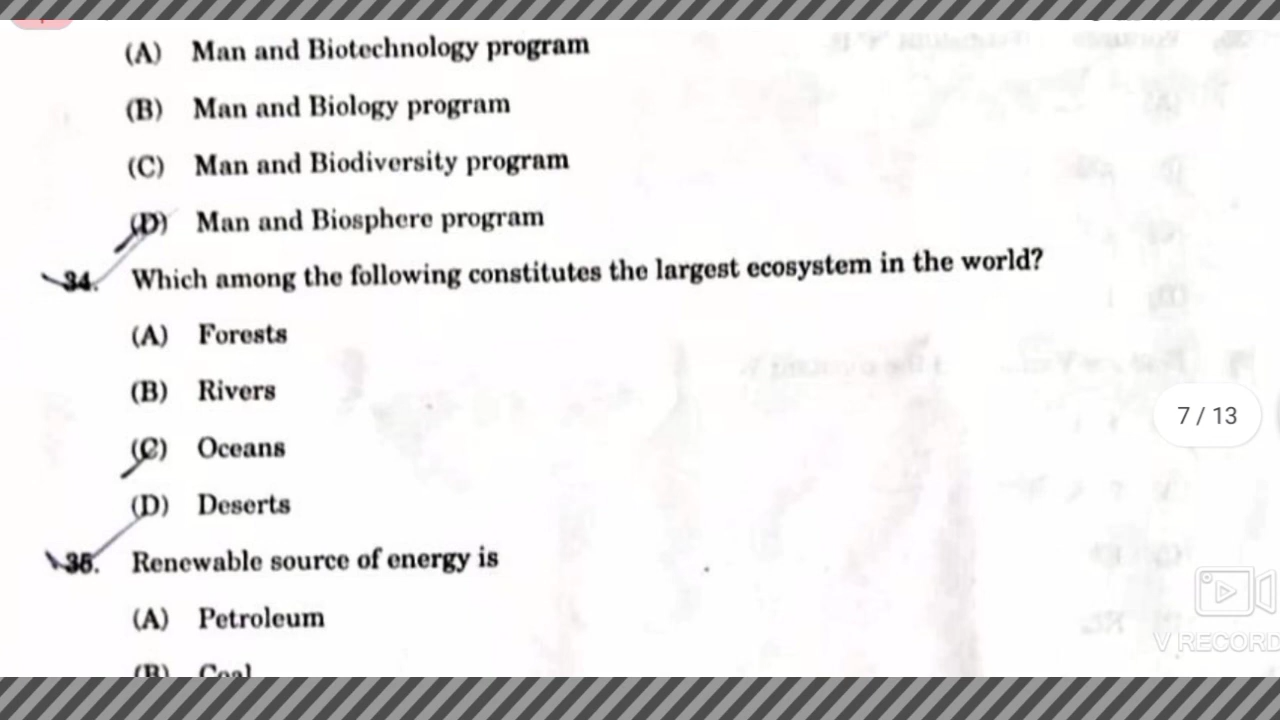 (A) Man and Biotechnology program
(B) Man and Biology program
(C) Man and Biodiversity program
(D) Man and Biosphere program
34. Which among the following constitutes the largest ecosystem in the world?
(A) Forests
(B) Rivers
(C) Oceans
(D) Deserts
7 / 13
35. Renewable source of energy is
(A) Petroleum
(B) Coal
V RECORD